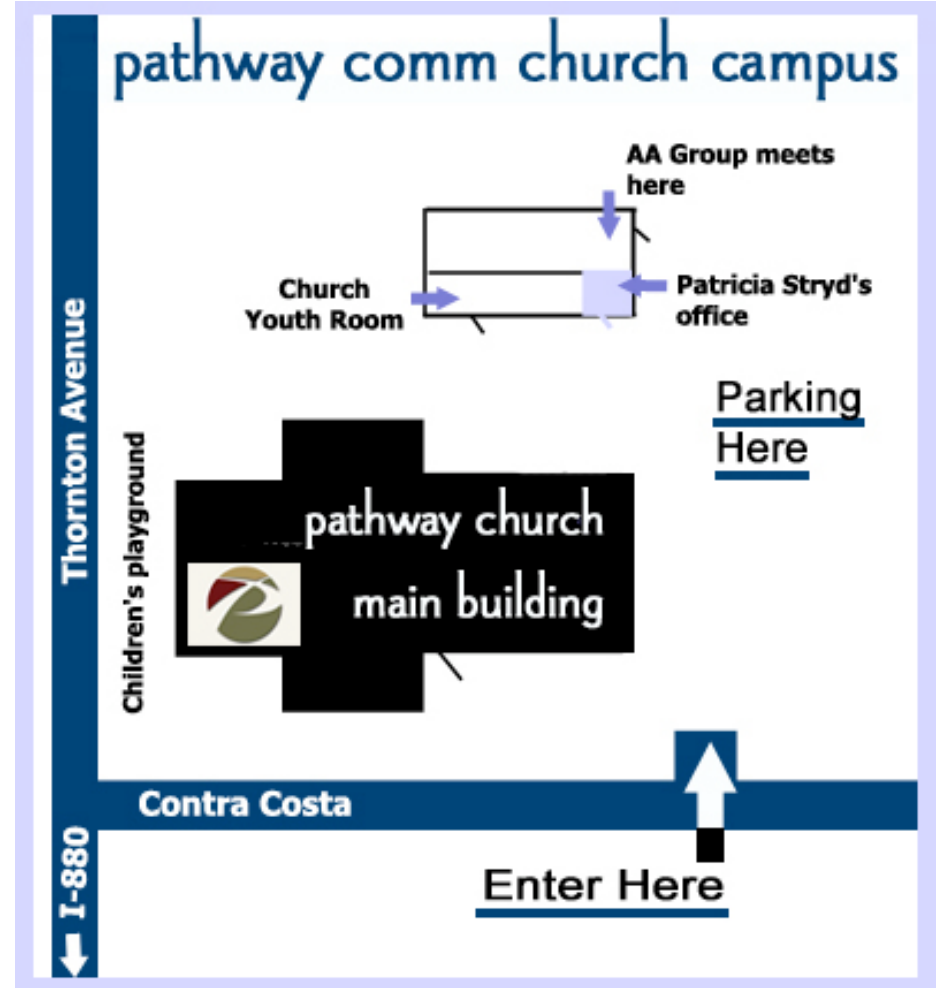 pathway comm church campus
AA Group meets
here
Church
Youth Room
Patricia Stryd's
office
Parking
Here
Thornton Avenue
Children's playground
pathway church
main building
Contra Costa
Enter Here
I-880